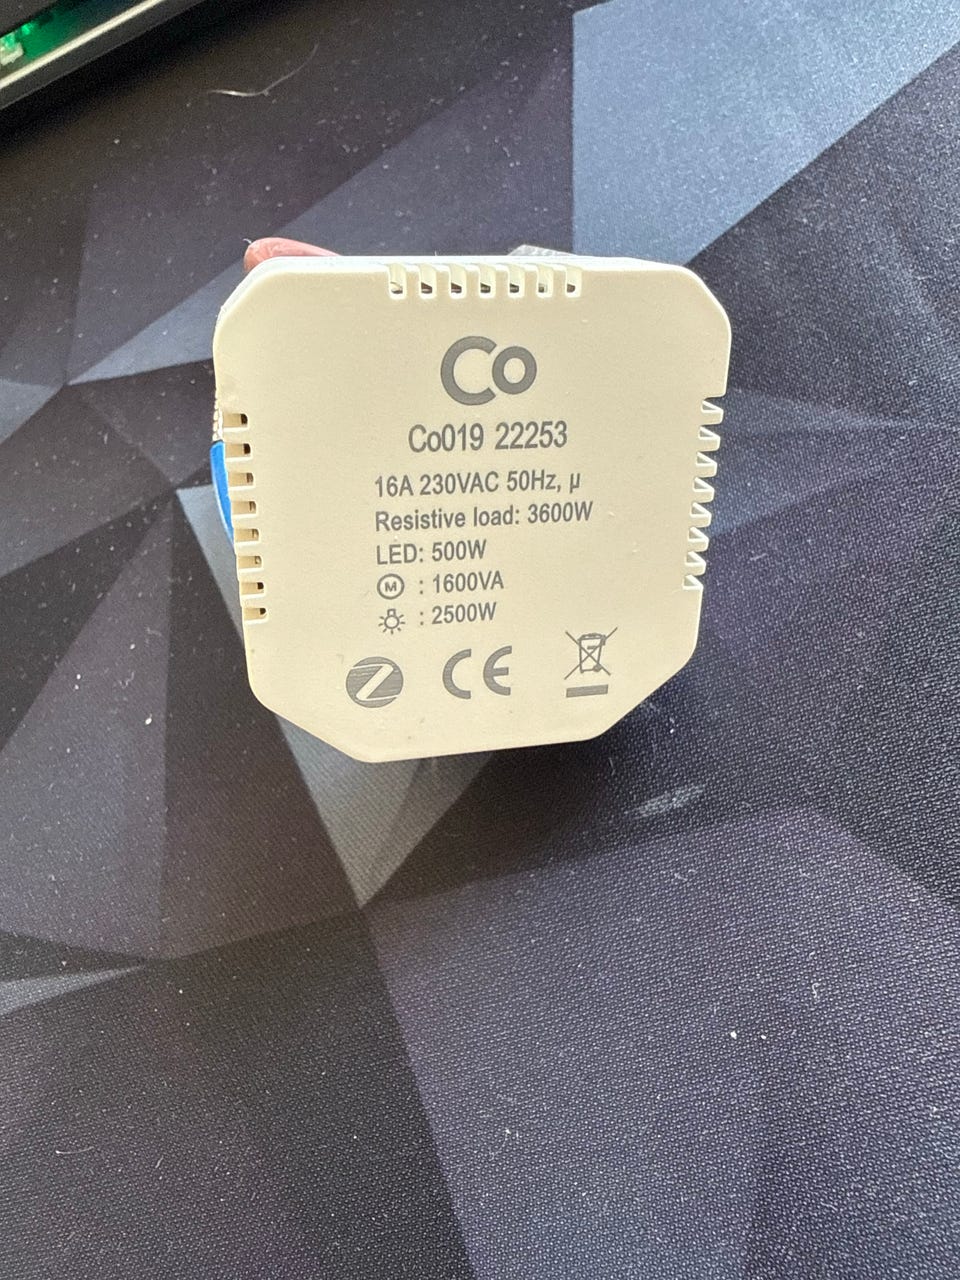 Co
Co019 22253
16A 230VAC 50Hz, µ
Resistive load: 3600W
LED: 500W
M : 1600VA
: 2500W
Z CE